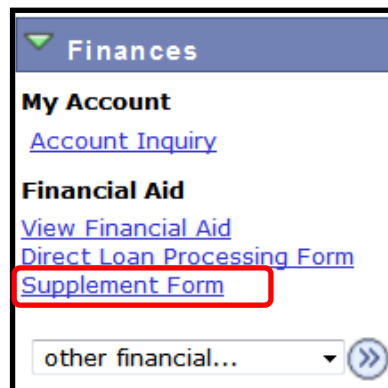 Finances
My Account
Account Inquiry
Financial Aid
View Financial Aid
Direct Loan Processing Form
Supplement Form
other financial...